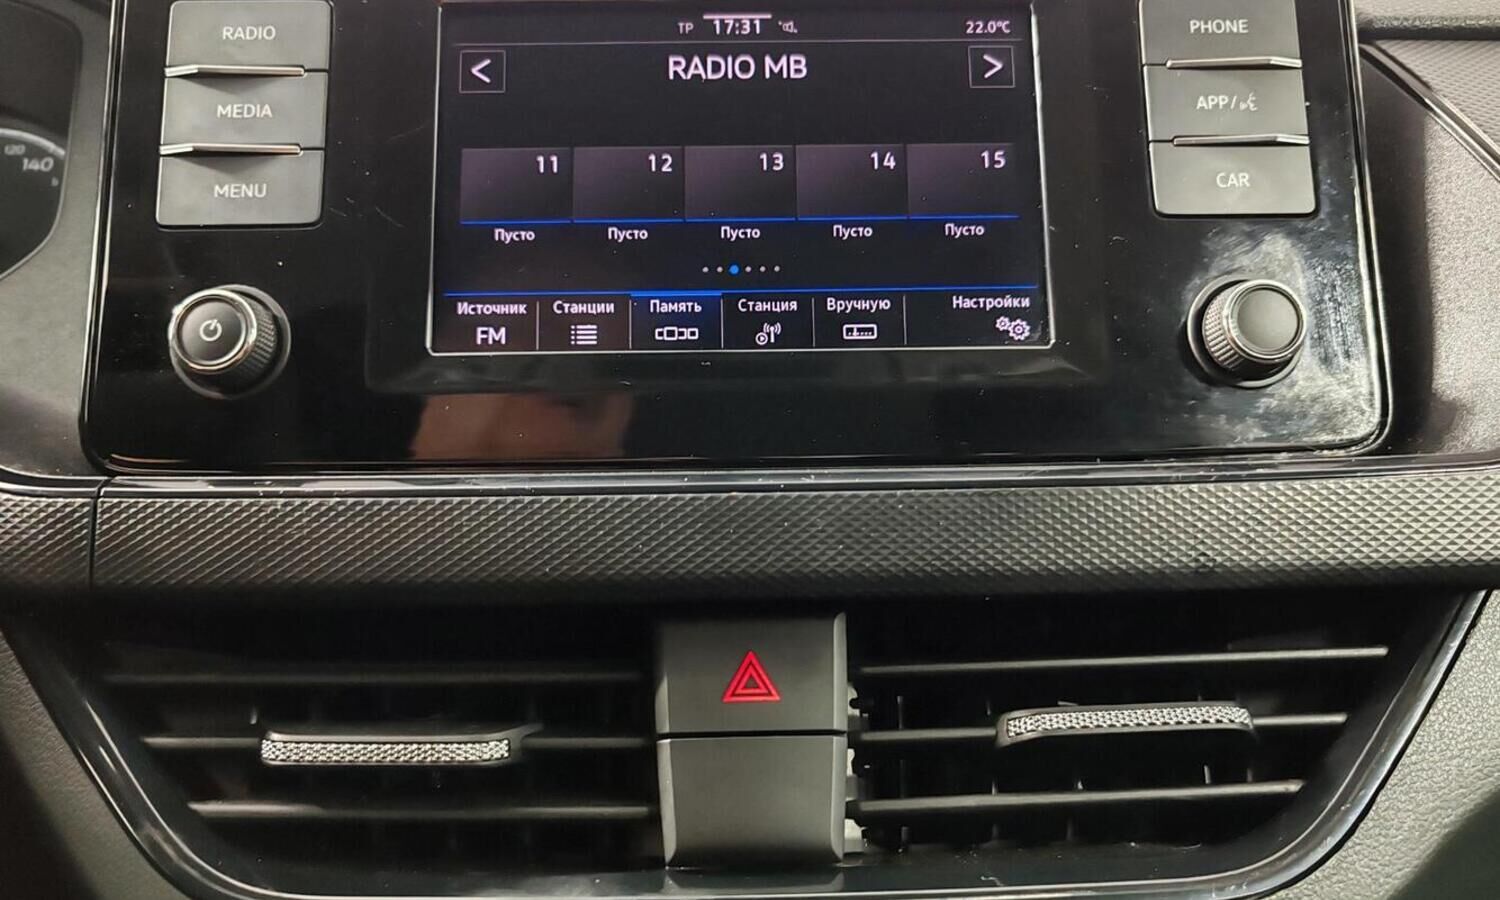 RADIO
MEDIA
MENU
120
140
TP 17:31 22.0°C
<
RADIO MB
>
11 12 13 14 15
Пусто Пусто Пусто Пусто Пусто
Источник Станции Память Станция Вручную Настройки
FM
PHONE
APP/
CAR